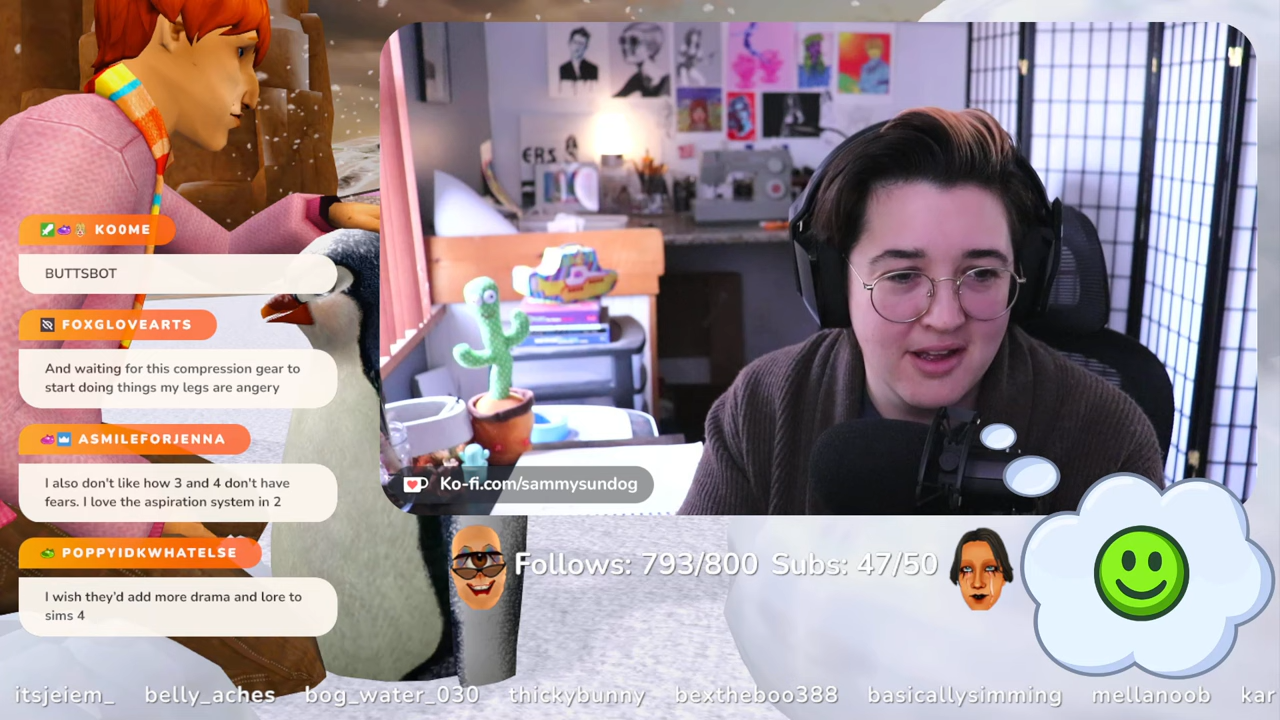 KO0ME
BUTTSBOT
FOXGLOVEARTS
And waiting for this compression gear to
start doing things my legs are angery
ASMILEFORJENNA
I also don't like how 3 and 4 don't have
fears. I love the aspiration system in 2
POPPYIDKWHATELSE
I wish they'd add more drama and lore to
sims 4
ERS
Ko-fi.com/sammysundog
Follows: 793/800 Subs: 47/50
itsjeiem_ belly_aches bog_water_030 thickybunny bextheboo388 basicallysimming mellanoob kar